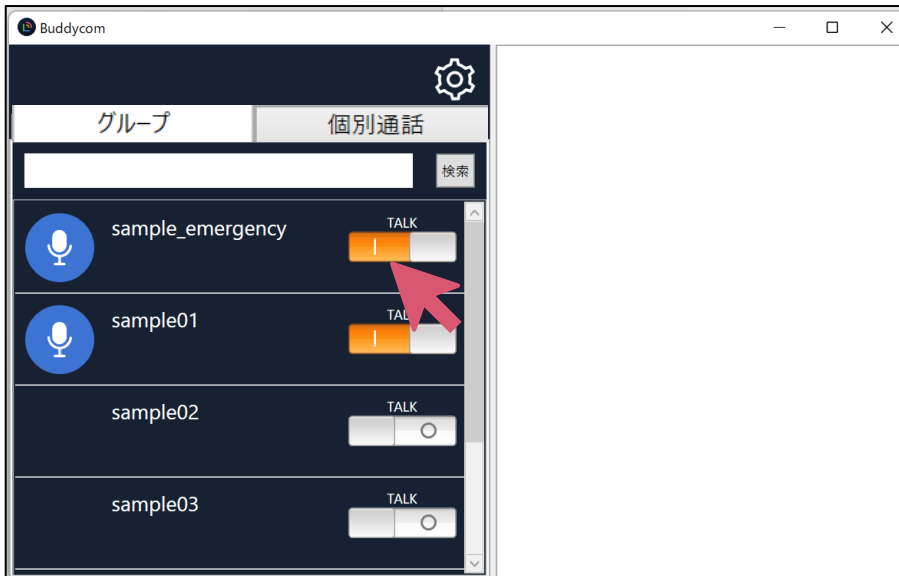 Buddycom
グループ
個別通話
検索
sample_emergency
TALK
sample01
TALK
sample02
TALK
sample03
TALK